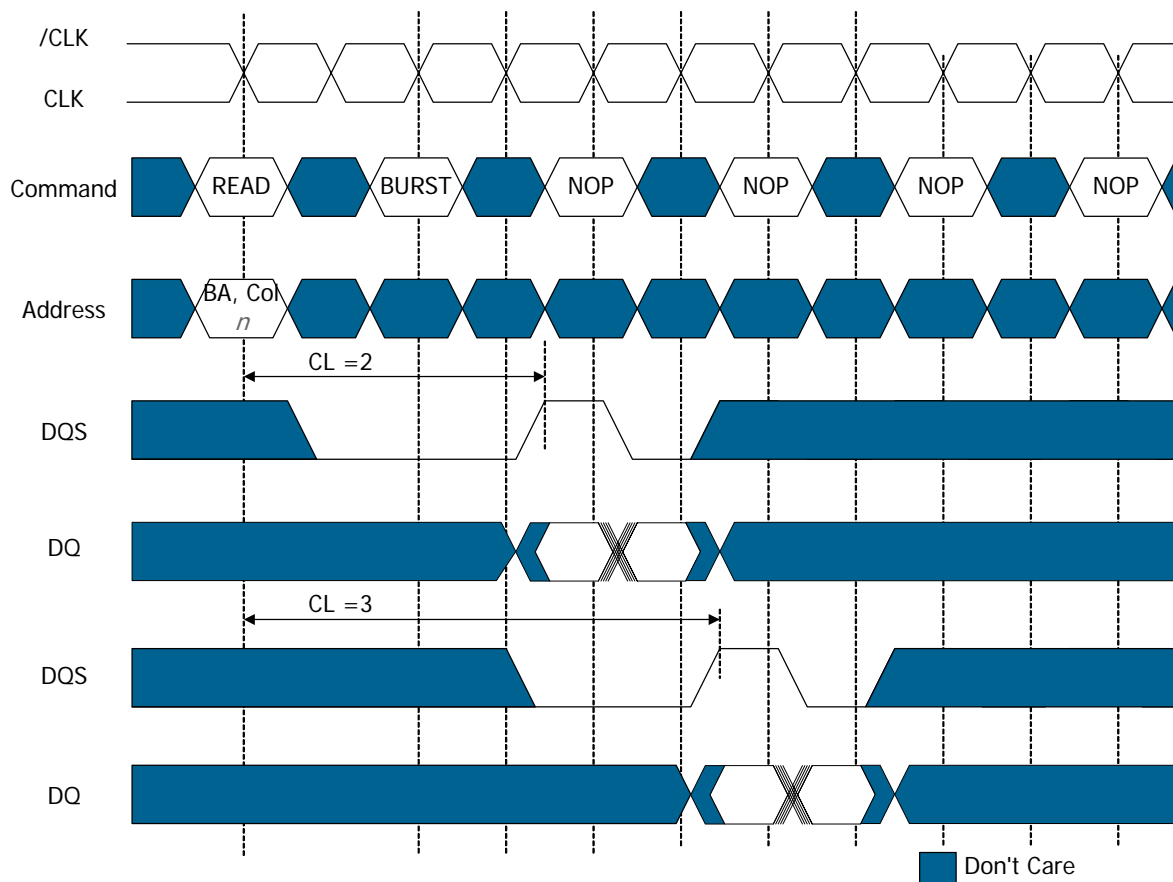 /CLK
CLK
Command
READ
BURST
NOP
NOP
NOP
NOP
Address
BA, Col
n
CL =2
DQS
DQ
CL =3
DQS
DQ
Don't Care